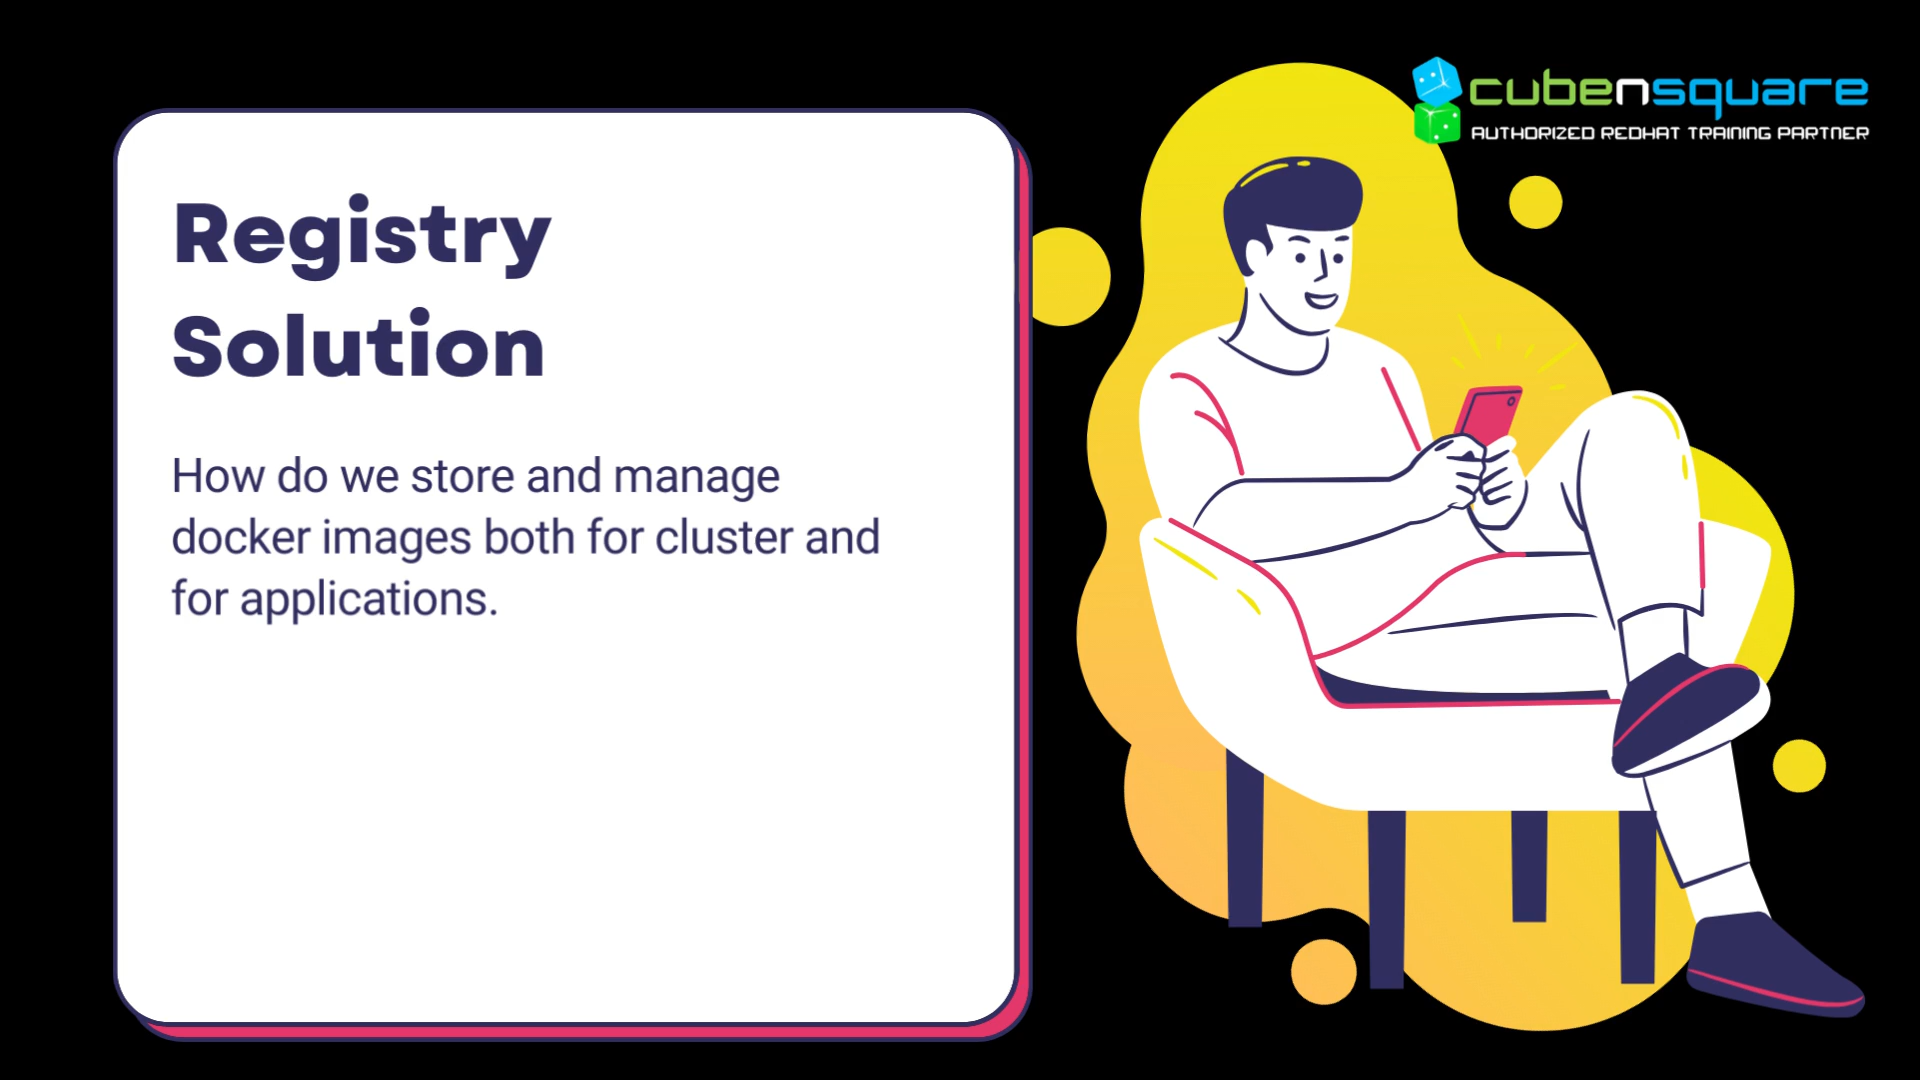 cubensquare
AUTHORIZED REDHAT TRAINING PARTNER
Registry
Solution
How do we store and manage
docker images both for cluster and
for applications.